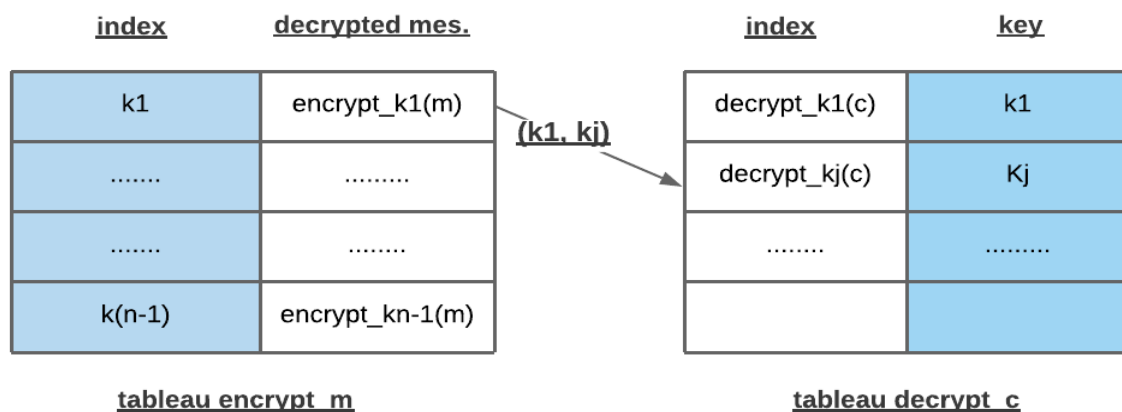 index decrypted mes. index key
k1 encrypt_k1(m) decrypt_k1(c) k1
(k1, kj)
....... ......... decrypt_kj(c) Kj
....... ........ ........ .........
k(n-1) encrypt_kn-1(m)
tableau encrypt_m tableau decrypt_c